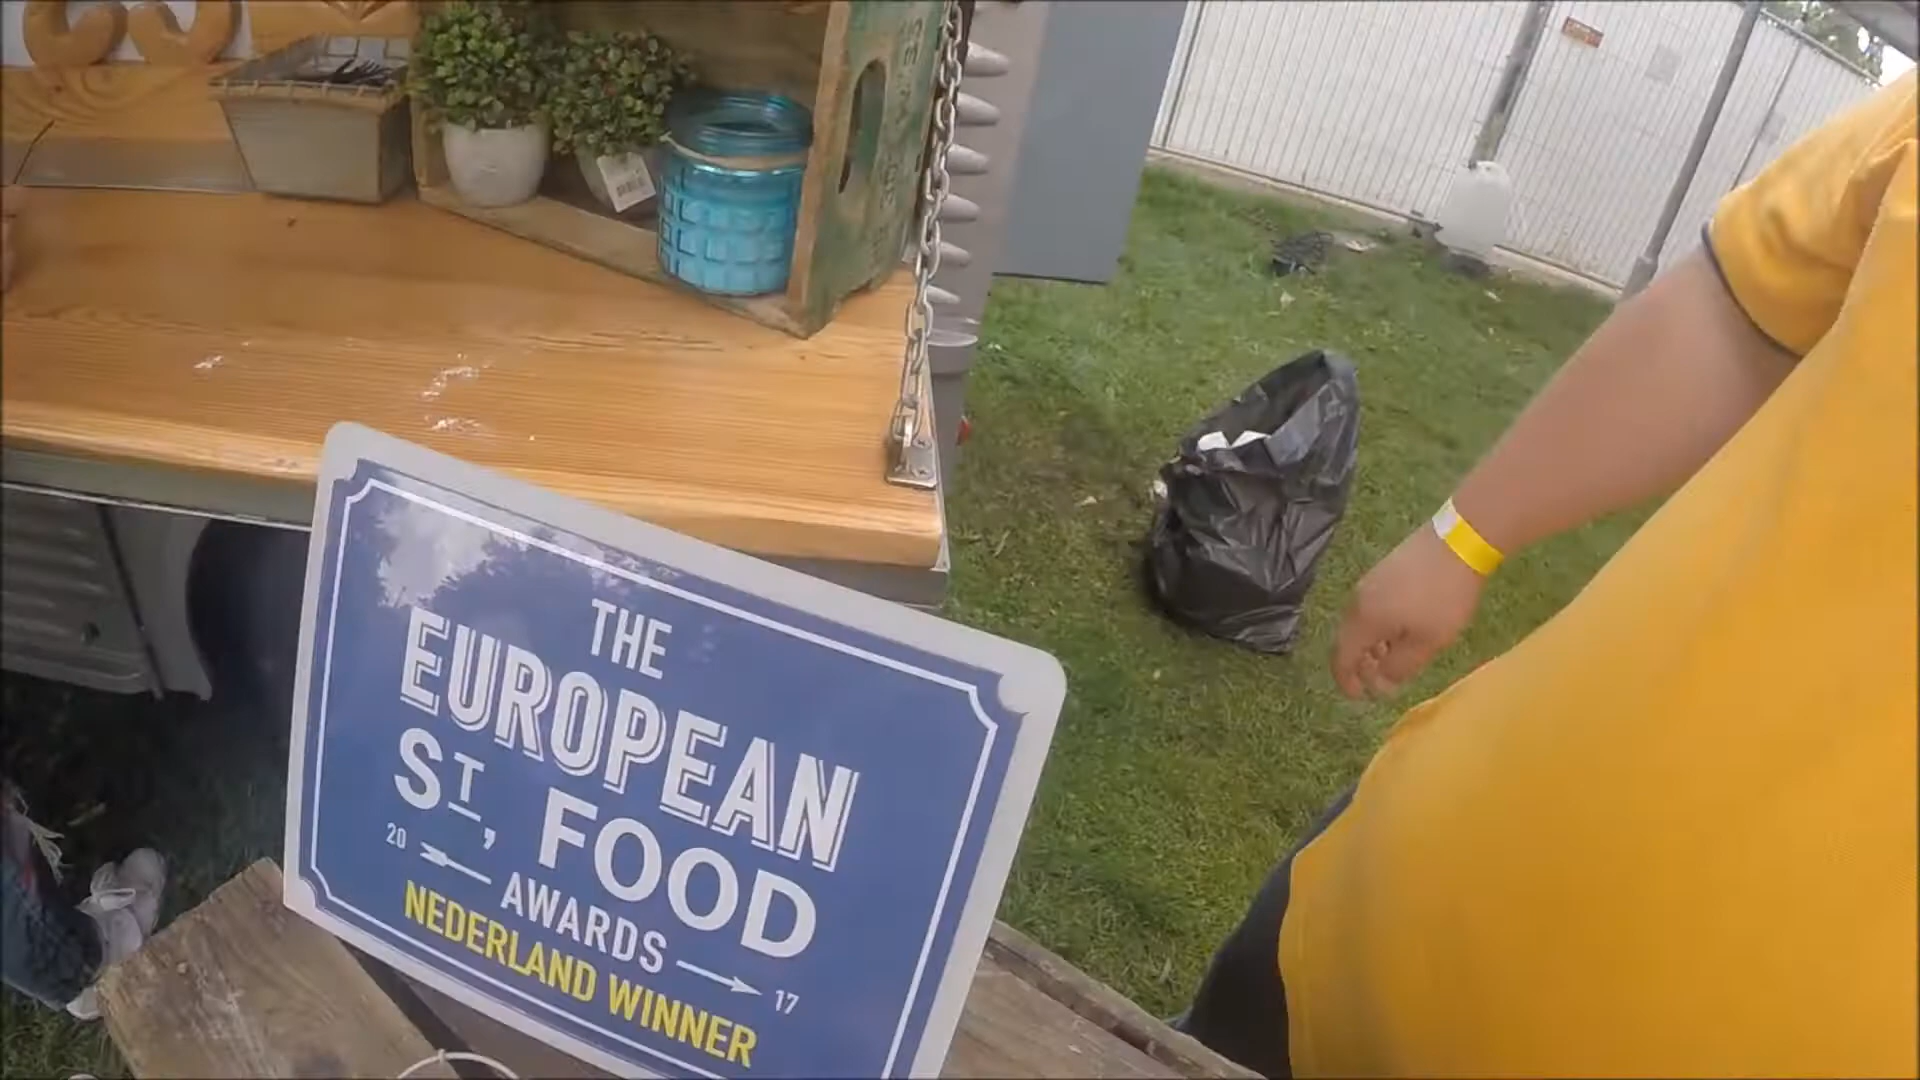 THE
EUROPEAN
ST, FOOD
20 AWARDS 17
NEDERLAND WINNER